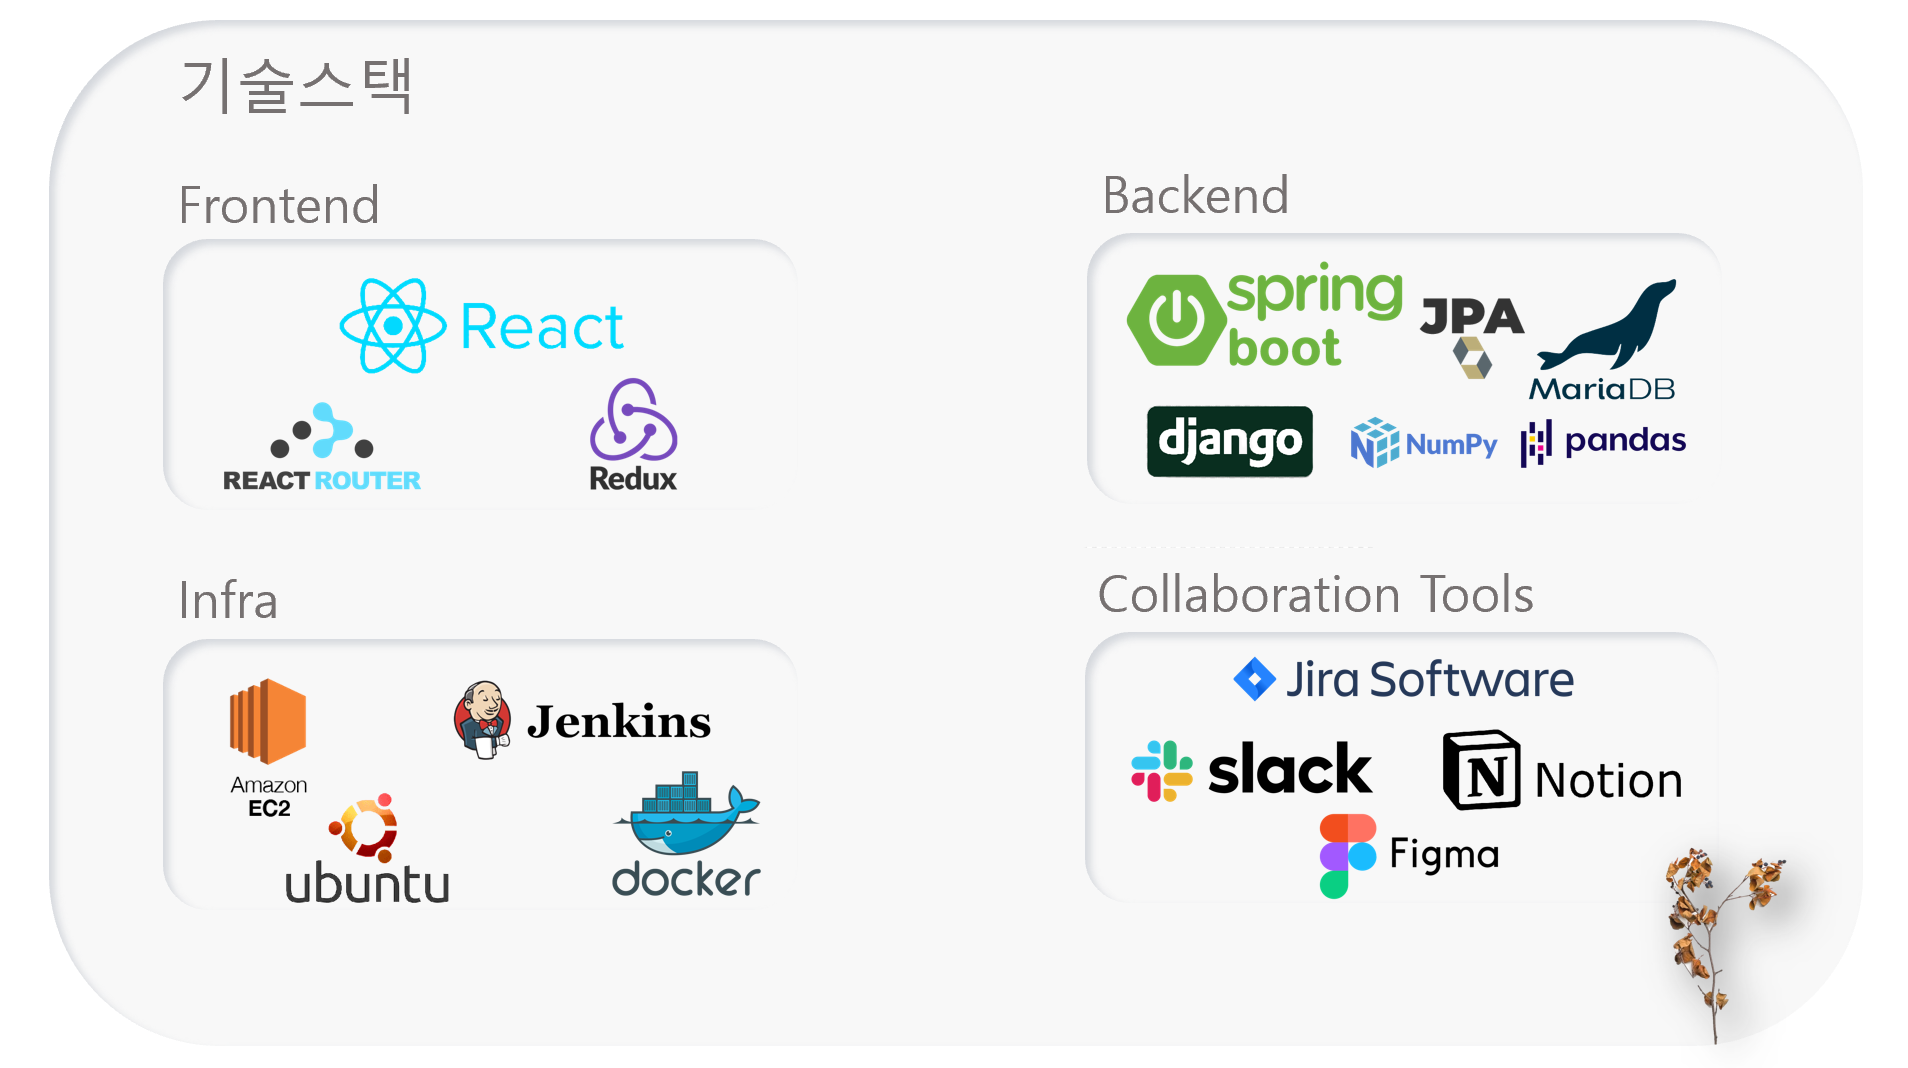 기술스택
Frontend
React
REACT ROUTER
Redux
Backend
spring
boot
JPA
MariaDB
django
NumPy
pandas
Infra
Amazon
EC2
Jenkins
ubuntu
docker
Collaboration Tools
Jira Software
slack
N Notion
Figma